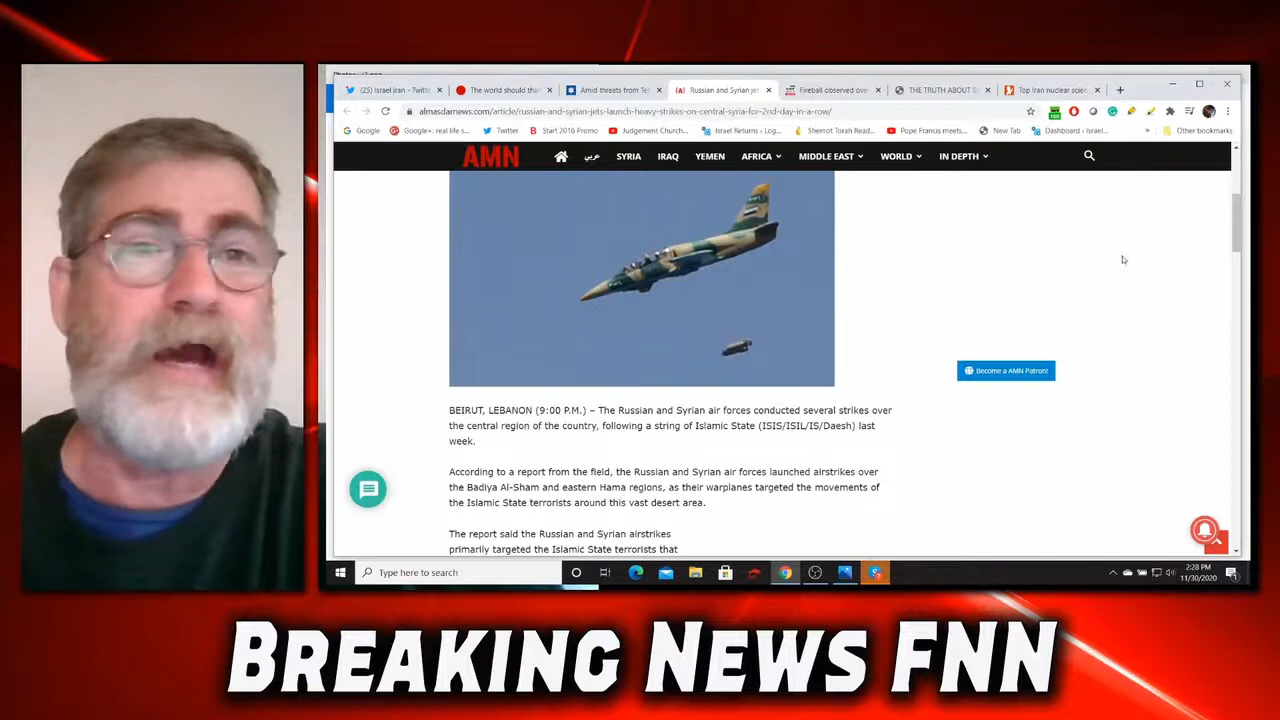 (25) israel iran - Twitte
The world should tha
Amid threats from Te
Russian and Syrian jet
Fireball observed ove
THE TRUTH ABOUT S
Top Iran nuclear scien
almasdarnews.com/article/russian-and-syrian-jets-launch-heavy-strikes-on-central-syria-for-2nd-day-in-a-row/
Google
Google+: real life s...
Twitter
Start 2016 Promo
Judgement Church...
Israel Returns › Log...
Shemot Torah Read...
Pope Francis meets...
New Tab
Dashboard ‹ Israel...
»
Other bookmarks
AMN
عربي
SYRIA
IRAQ
YEMEN
AFRICA
MIDDLE EAST
WORLD
IN DEPTH
Become a AMN Patron!
BEIRUT, LEBANON (9:00 P.M.) – The Russian and Syrian air forces conducted several strikes over
the central region of the country, following a string of Islamic State (ISIS/ISIL/IS/Daesh) last
week.
According to a report from the field, the Russian and Syrian air forces launched airstrikes over
the Badiya Al-Sham and eastern Hama regions, as their warplanes targeted the movements of
the Islamic State terrorists around this vast desert area.
The report said the Russian and Syrian airstrikes
primarily targeted the Islamic State terrorists that
Type here to search
2:28 PM
11/30/2020
BREAKING NEWS FNN